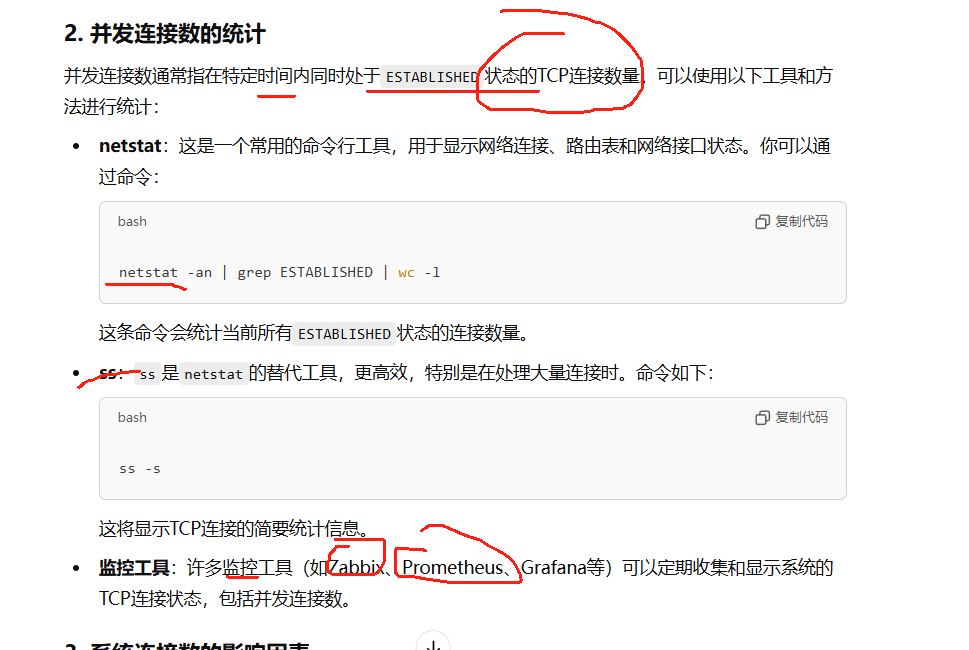 2. 并发连接数的统计
并发连接数通常指在特定时间内同时处于 ESTABLISHED 状态的TCP连接数量，可以使用以下工具和方
法进行统计：
• netstat：这是一个常用的命令行工具，用于显示网络连接、路由表和网络接口状态。你可以通
过命令：
bash 复制代码
netstat -an | grep ESTABLISHED | wc -l
这条命令会统计当前所有 ESTABLISHED 状态的连接数量。
• ss：ss 是 netstat 的替代工具，更高效，特别是在处理大量连接时。命令如下：
bash 复制代码
ss -s
这将显示TCP连接的简要统计信息。
• 监控工具：许多监控工具（如Zabbix、Prometheus、Grafana等）可以定期收集和显示系统的
TCP连接状态，包括并发连接数。
3. 系统连接数的影响因素